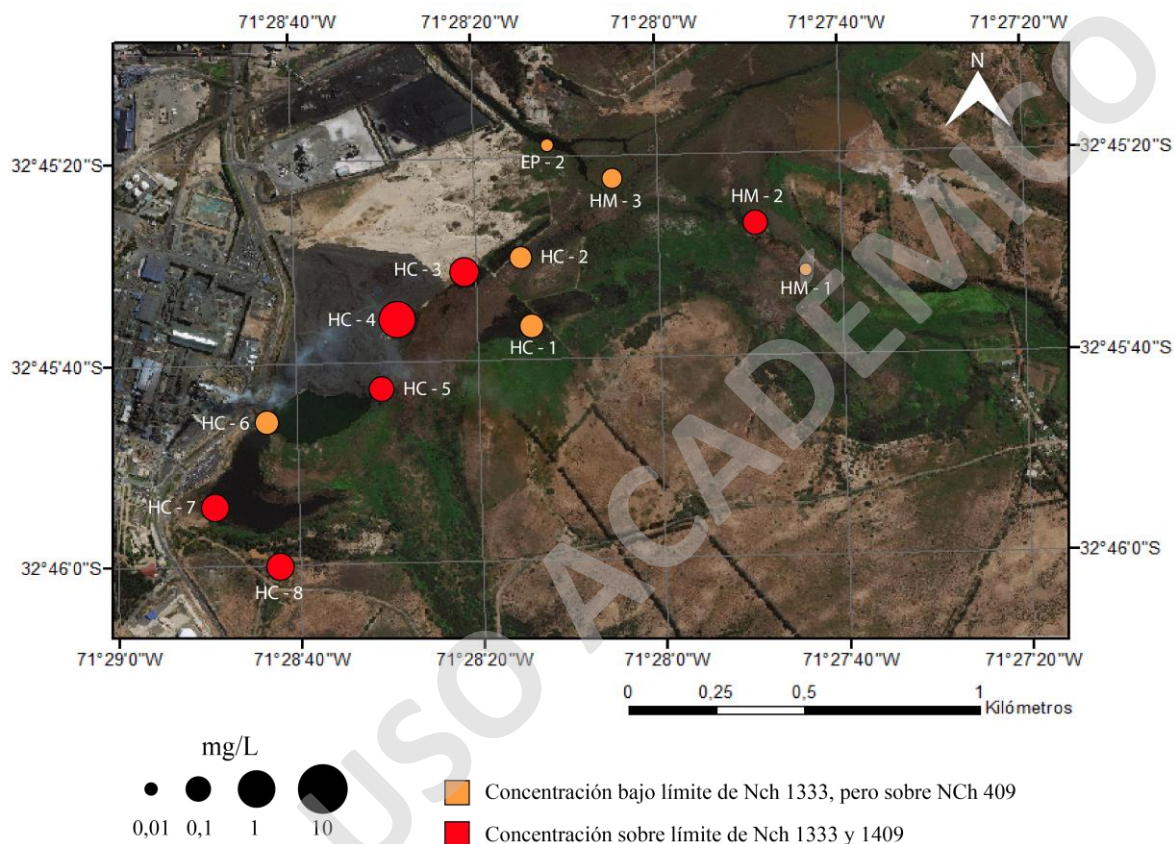 71°28'40"W 71°28'20"W 71°28'0"W 71°27'40"W 71°27'20"W
N
32°45'20"S 32°45'20"S
EP - 2
HM - 3
HM - 2
HC - 2
HC - 3
HM - 1
HC - 4
HC - 1
32°45'40"S 32°45'40"S
HC - 5
HC - 6
HC - 7
32°46'0"S 32°46'0"S
HC - 8
71°29'0"W 71°28'40"W 71°28'20"W 71°28'0"W 71°27'40"W 71°27'20"W
0 0,25 0,5 1
Kilómetros
mg/L
0,01 0,1 1 10
Concentración bajo límite de Nch 1333, pero sobre NCh 409
Concentración sobre límite de Nch 1333 y 1409
USO ACADEMICO